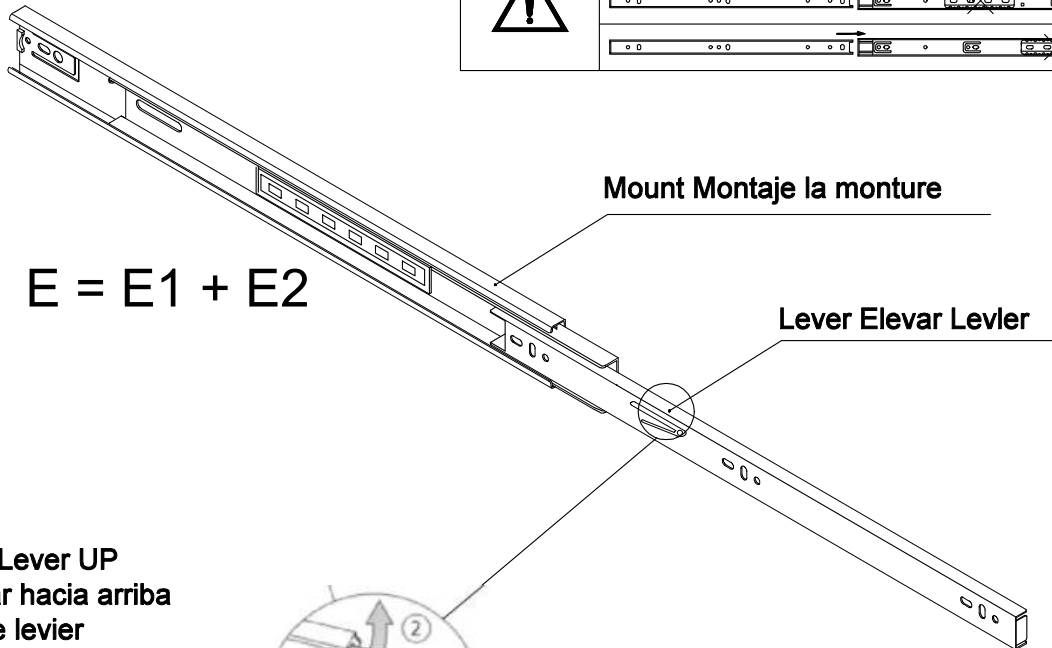 Mount Montaje la monture
E = E1 + E2
Lever Elevar Levler
Lever UP
hacia arriba
levier
2